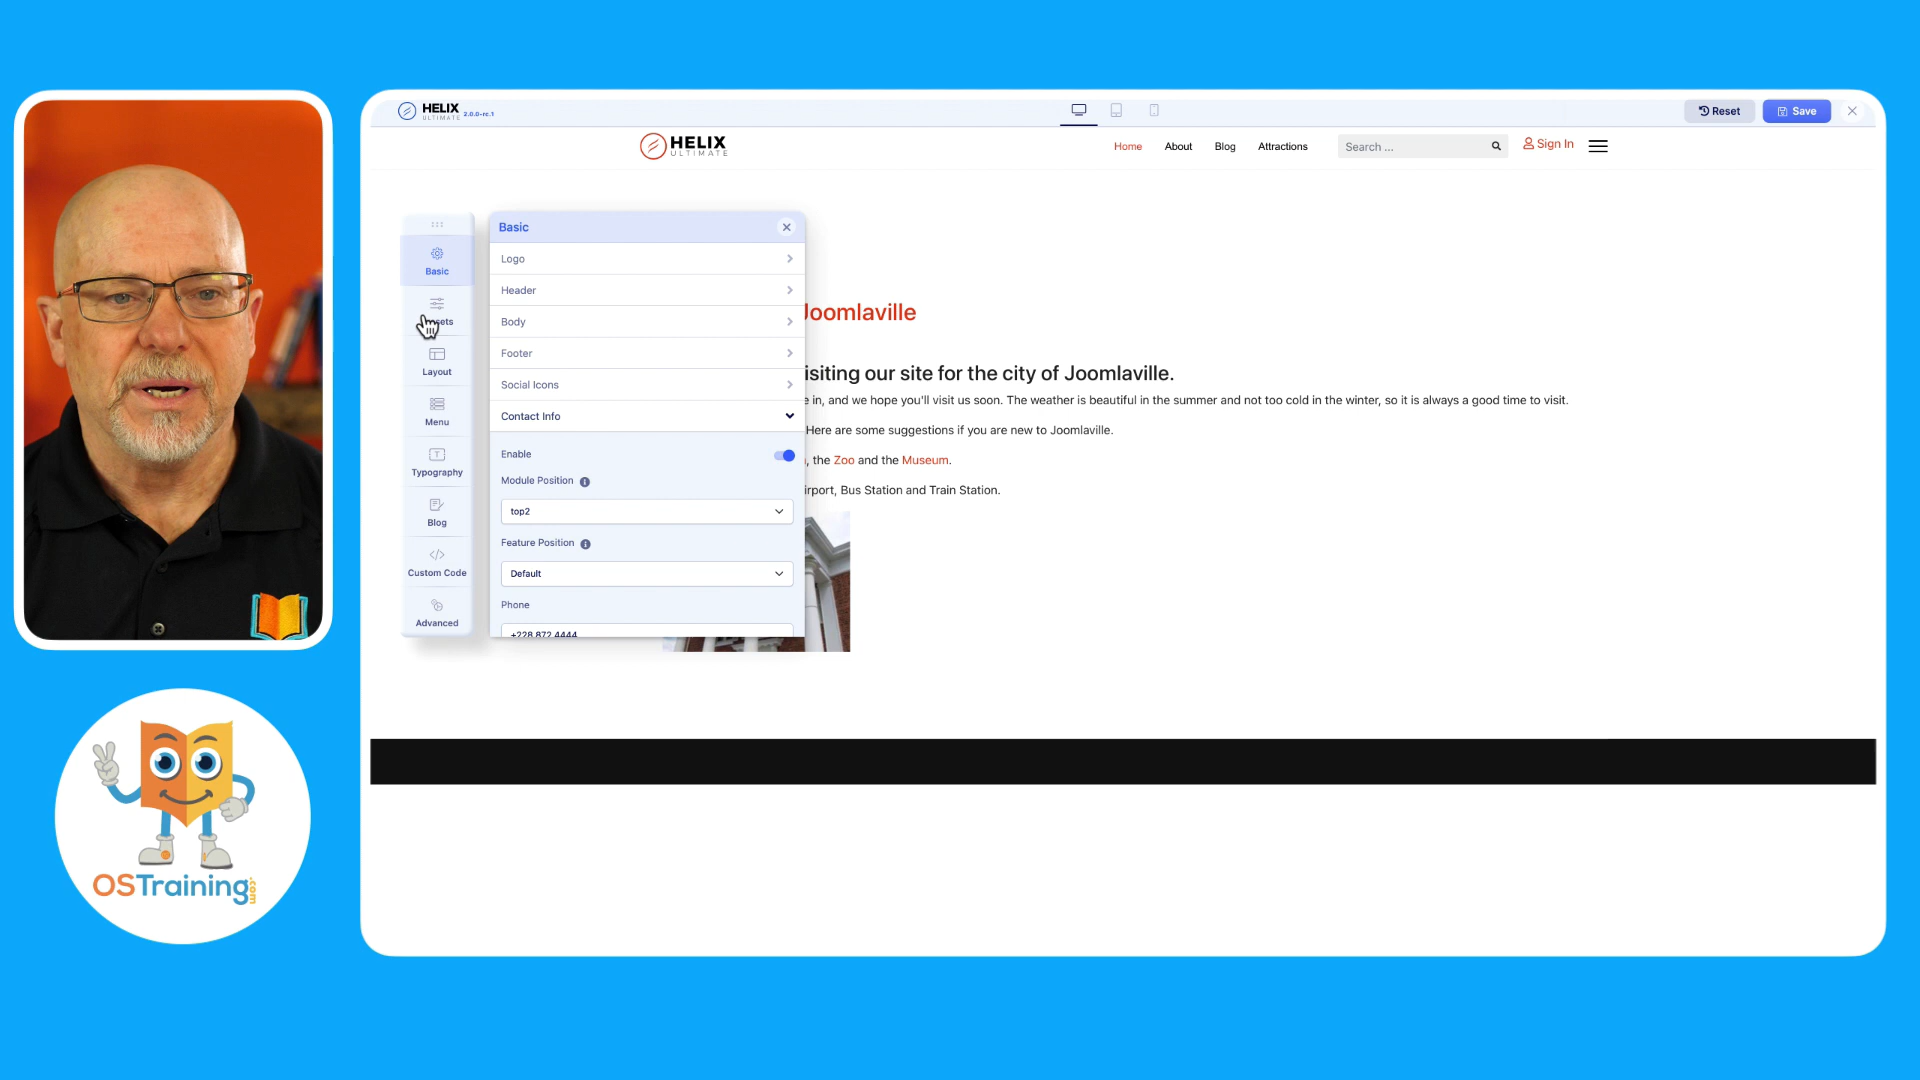 HELIX
ULTIMATE 2.0.0-rc.1
Reset
Save
HELIX
ULTIMATE
Home
About
Blog
Attractions
Search ...
Sign In
Basic
Layout
Menu
Typography
Blog
Custom Code
Advanced
Basic
Logo
Header
Body
Footer
Social Icons
Contact Info
Enable
Module Position
top2
Feature Position
Default
Phone
+228 872 4444
Joomlaville
isiting our site for the city of Joomlaville.
e in, and we hope you'll visit us soon. The weather is beautiful in the summer and not too cold in the winter, so it is always a good time to visit.
Here are some suggestions if you are new to Joomlaville.
, the Zoo and the Museum.
irport, Bus Station and Train Station.
OSTraining.com